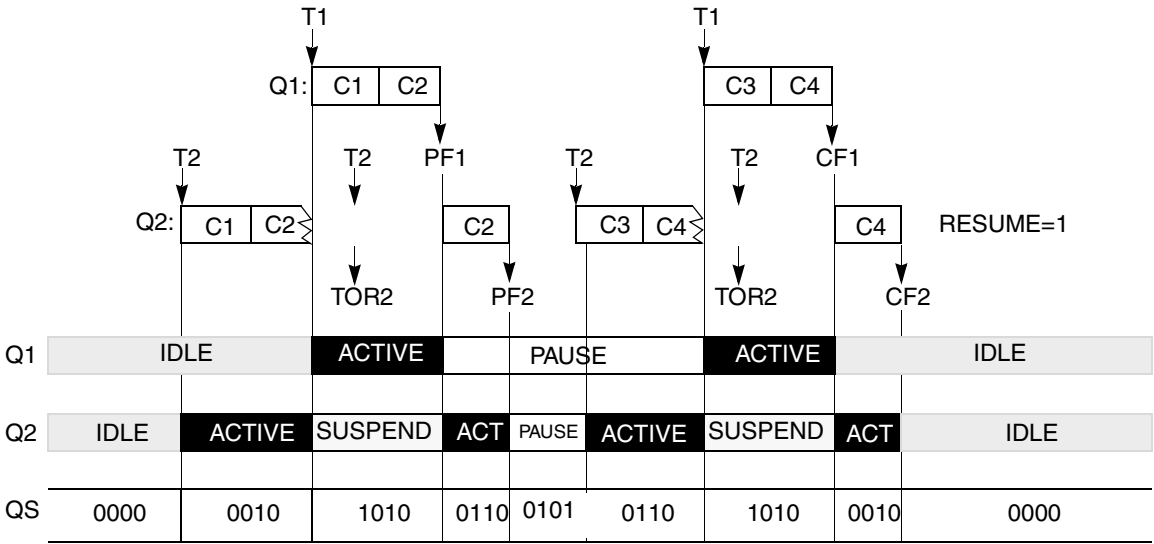 T1 T1
Q1: C1 C2 C3 C4
T2 T2 PF1 T2 T2 CF1
Q2: C1 C2 C2 C3 C4 C4 RESUME=1
TOR2 PF2 TOR2 CF2
Q1 IDLE ACTIVE PAUSE ACTIVE IDLE
Q2 IDLE ACTIVE SUSPEND ACT PAUSE ACTIVE SUSPEND ACT IDLE
QS 0000 0010 1010 0110 0101 0110 1010 0010 0000